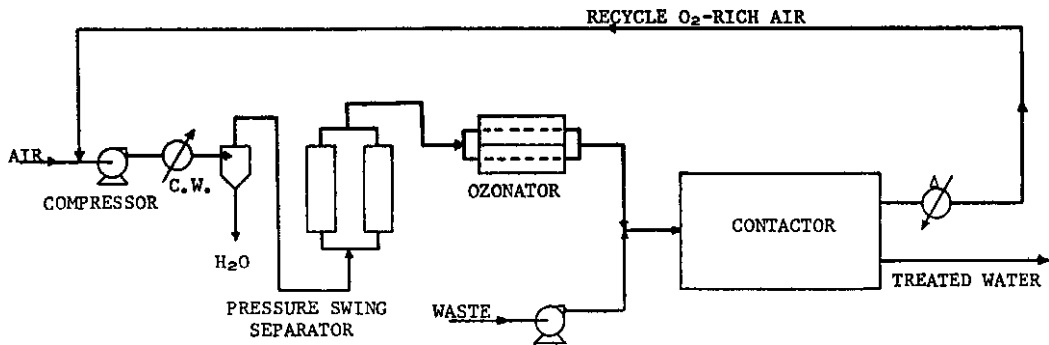 RECYCLE O₂-RICH AIR
AIR
COMPRESSOR
C.W.
H₂O
PRESSURE SWING
SEPARATOR
OZONATOR
WASTE
CONTACTOR
Δ
TREATED WATER